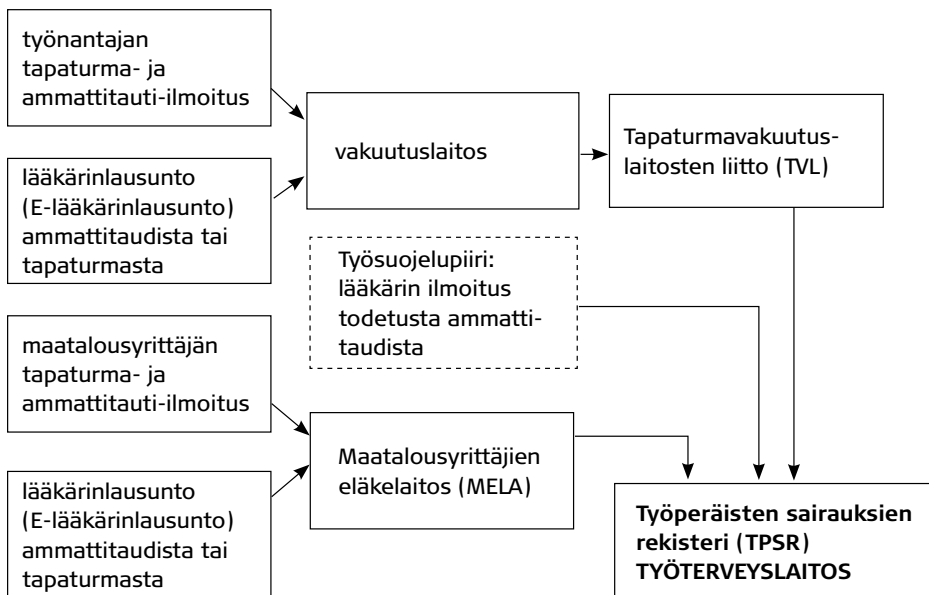 työnantajan
tapaturma- ja
ammattitauti-ilmoitus
lääkärinlausunto
(E-lääkärinlausunto)
ammattitaudista tai
tapaturmasta
vakuutuslaitos
Tapaturmavakuutus-
laitosten liitto (TVL)
Työsuojelupiiri:
lääkärin ilmoitus
todetusta ammatti-
taudista
maatalousyrittäjän
tapaturma- ja
ammattitauti-ilmoitus
lääkärinlausunto
(E-lääkärinlausunto)
ammattitaudista tai
tapaturmasta
Maatalousyrittäjien
eläkelaitos (MELA)
Työperäisten sairauksien
rekisteri (TPSR)
TYÖTERVEYSLAITOS